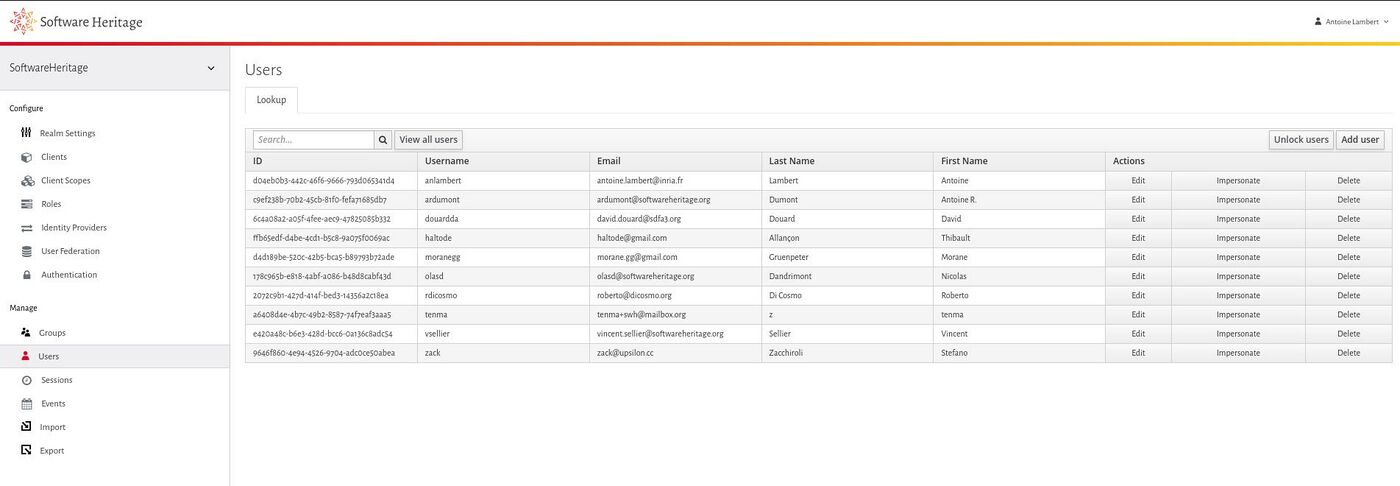 Software Heritage
Antoine Lambert
SoftwareHeritage
Configure
Realm Settings
Clients
Client Scopes
Roles
Identity Providers
User Federation
Authentication
Manage
Groups
Users
Sessions
Events
Import
Export
Users
Lookup
Search... View all users Unlock users Add user
ID Username Email Last Name First Name Actions
d04eb0b3-442c-46f6-9666-793d065341d4 anlambert antoine.lambert@inria.fr Lambert Antoine Edit Impersonate Delete
c9ef238b-70b2-45cb-81f0-fefa71685db7 ardumont ardumont@softwareheritage.org Dumont Antoine R. Edit Impersonate Delete
6c4a08a2-a05f-4fee-aec9-47825085b332 douardda david.douard@sdfa3.org Douard David Edit Impersonate Delete
ffb65edf-d4be-4cd1-b5c8-9a075f0069ac haltode haltode@gmail.com Allançon Thibault Edit Impersonate Delete
d4d189be-520c-42b5-bca5-b89793b72ade moranegg morane.gg@gmail.com Gruenpeter Morane Edit Impersonate Delete
178c965b-e818-4abf-a086-b48d8cabf43d olasd olasd@softwareheritage.org Dandrimont Nicolas Edit Impersonate Delete
2072c9b1-427d-414f-bed3-14356a2c18ea rdicosmo roberto@dicosmo.org Di Cosmo Roberto Edit Impersonate Delete
a6408d4e-4b7c-49b2-8587-74f7eaf3aaa5 tenma tenma+swh@mailbox.org z tenma Edit Impersonate Delete
e420a48c-b6e3-428d-bcc6-0a136c8adc54 vsellier vincent.sellier@softwareheritage.org Sellier Vincent Edit Impersonate Delete
9646f860-4e94-4526-9704-adc0ce50abea zack zack@upsilon.cc Zacchiroli Stefano Edit Impersonate Delete